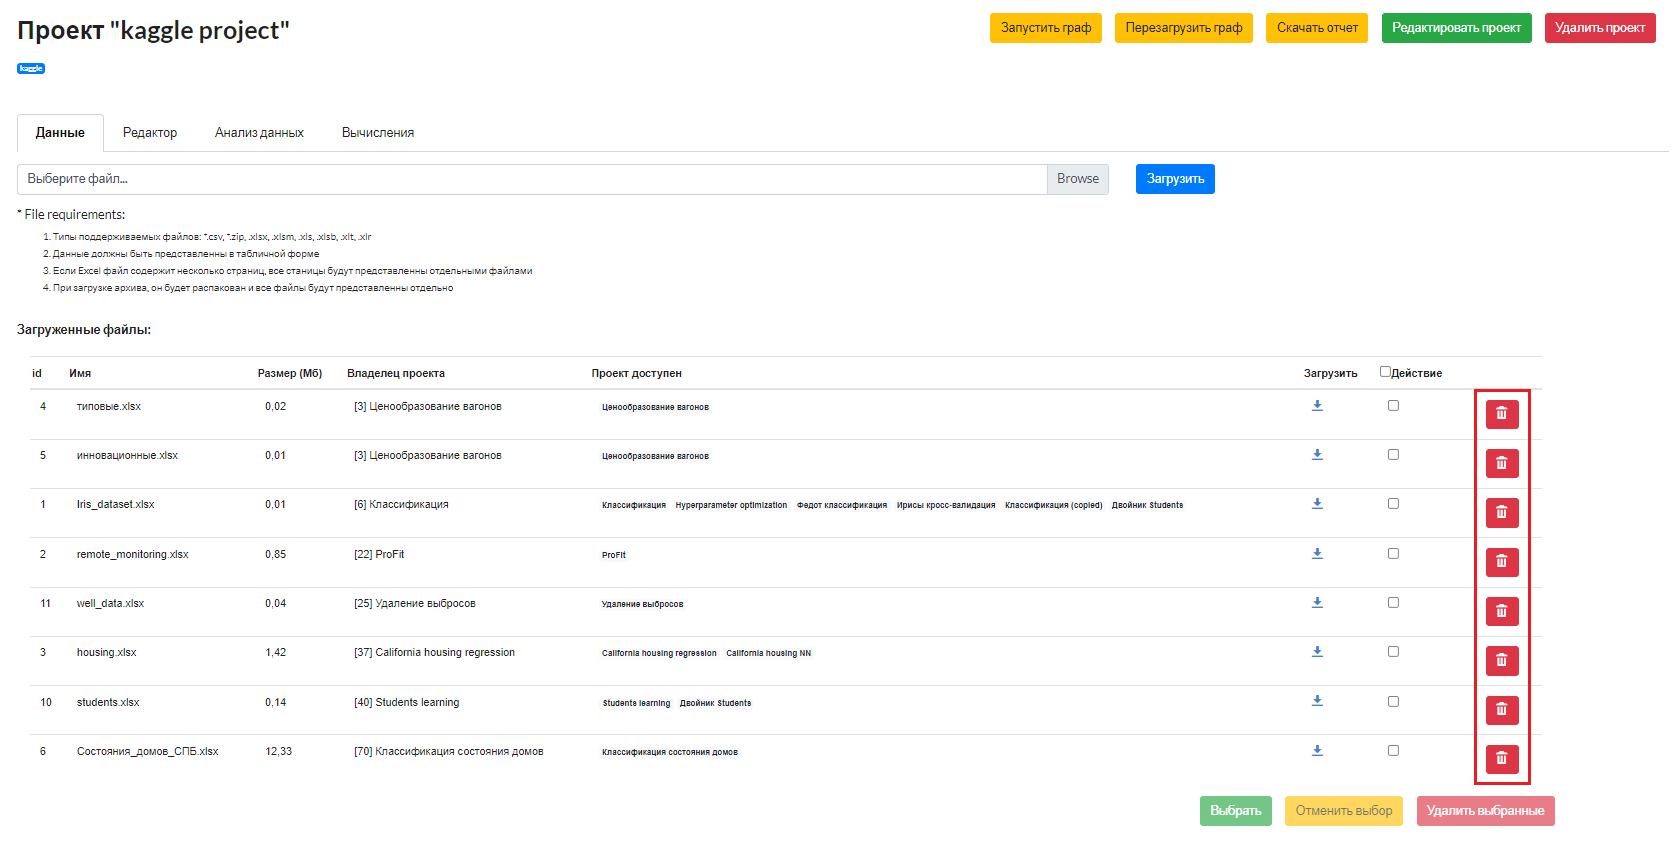 Проект "kaggle project"
Запустить граф Перезагрузить граф Скачать отчет Редактировать проект Удалить проект
kaggle
Данные Редактор Анализ данных Вычисления
Выберите файл... Browse Загрузить
* File requirements:
1. Типы поддерживаемых файлов: *.csv, *.zip, .xlsx, .xlsm, .xls, .xlsb, .xlt, .xlr
2. Данные должны быть представленны в табличной форме
3. Если Excel файл содержит несколько страниц, все станицы будут представленны отдельными файлами
4. При загрузке архива, он будет распакован и все файлы будут представленны отдельно
Загруженные файлы:
id Имя Размер (Мб) Владелец проекта Проект доступен Загрузить Действие
4 типовые.xlsx 0,02 [3] Ценообразование вагонов Ценообразование вагонов
5 инновационные.xlsx 0,01 [3] Ценообразование вагонов Ценообразование вагонов
1 Iris_dataset.xlsx 0,01 [6] Классификация Классификация Hyperparameter optimization Федот классификация Ирисы кросс-валидация Классификация (copied) Двойник Students
2 remote_monitoring.xlsx 0,85 [22] ProFit ProFit
11 well_data.xlsx 0,04 [25] Удаление выбросов Удаление выбросов
3 housing.xlsx 1,42 [37] California housing regression California housing regression California housing NN
10 students.xlsx 0,14 [40] Students learning Students learning Двойник Students
6 Состояния_домов_СПБ.xlsx 12,33 [70] Классификация состояния домов Классификация состояния домов
Выбрать Отменить выбор Удалить выбранные